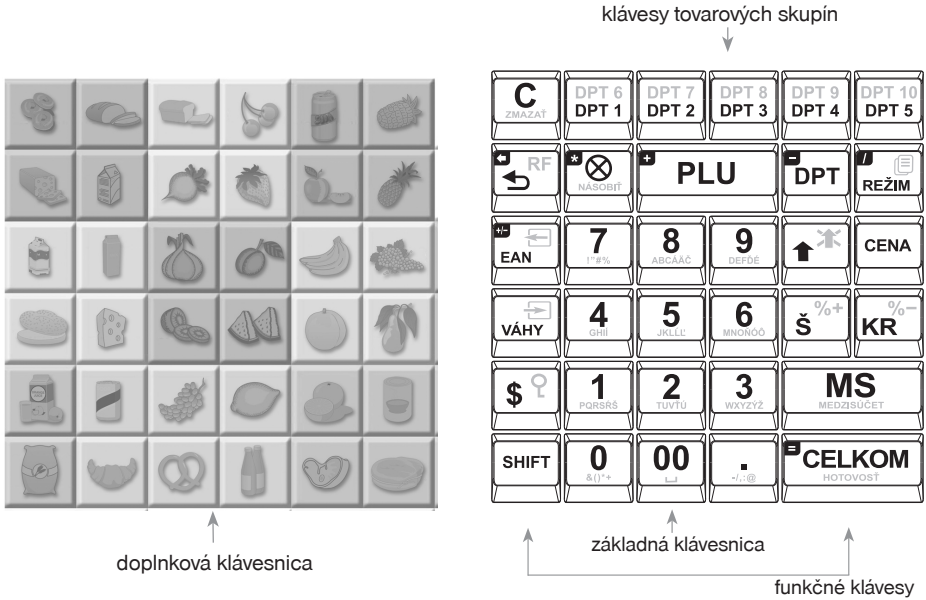 klávesy tovarových skupín
C
ZMAZAŤ
DPT 6
DPT 1
DPT 7
DPT 2
DPT 8
DPT 3
DPT 9
DPT 4
DPT 10
DPT 5
RF
*
NÁSOBIŤ
+
PLU
-
DPT
/
REŽIM
+/-
EAN
7
!"#%
8
ABCÁÄČ
9
DEFĎÉ
CENA
VÁHY
4
GHIÍ
5
JKLĹĽ
6
MNOŇÓÔ
%+
Š
%-
KR
$
1
PQRSŔŠ
2
TUVŤÚ
3
WXYZÝŽ
MS
MEDZISÚČET
SHIFT
0
&()*+
00
.
-/,:@
=
CELKOM
HOTOVOSŤ
doplnková klávesnica
základná klávesnica
funkčné klávesy